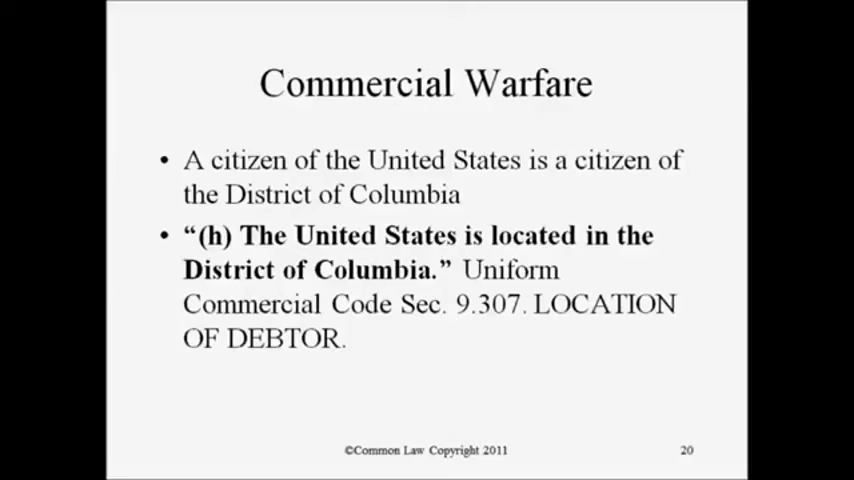 Commercial Warfare
• A citizen of the United States is a citizen of
the District of Columbia
• “(h) The United States is located in the
District of Columbia.” Uniform
Commercial Code Sec. 9.307. LOCATION
OF DEBTOR.
©Common Law Copyright 2011
20